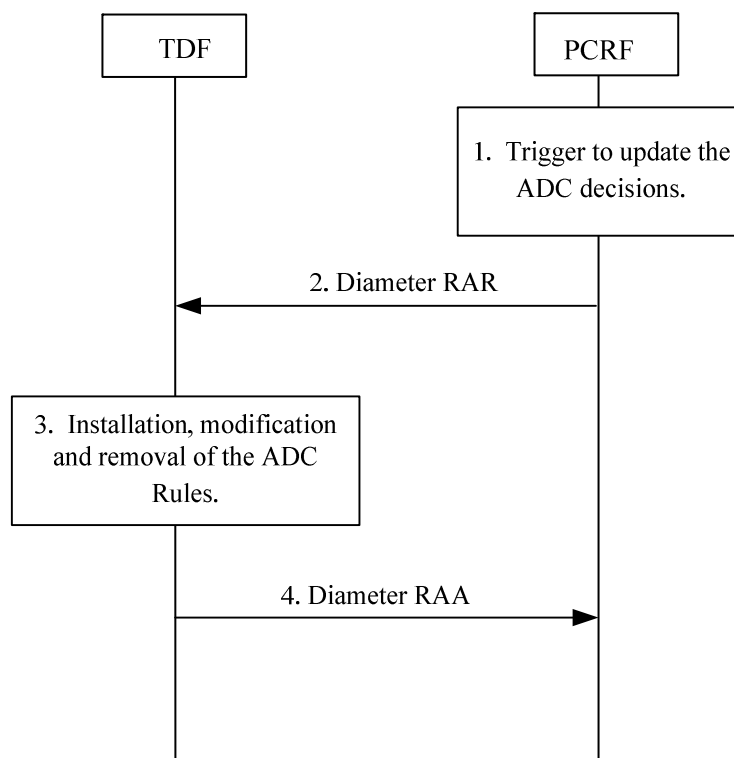 TDF
PCRF
1. Trigger to update the
ADC decisions.
2. Diameter RAR
3. Installation, modification
and removal of the ADC
Rules.
4. Diameter RAA